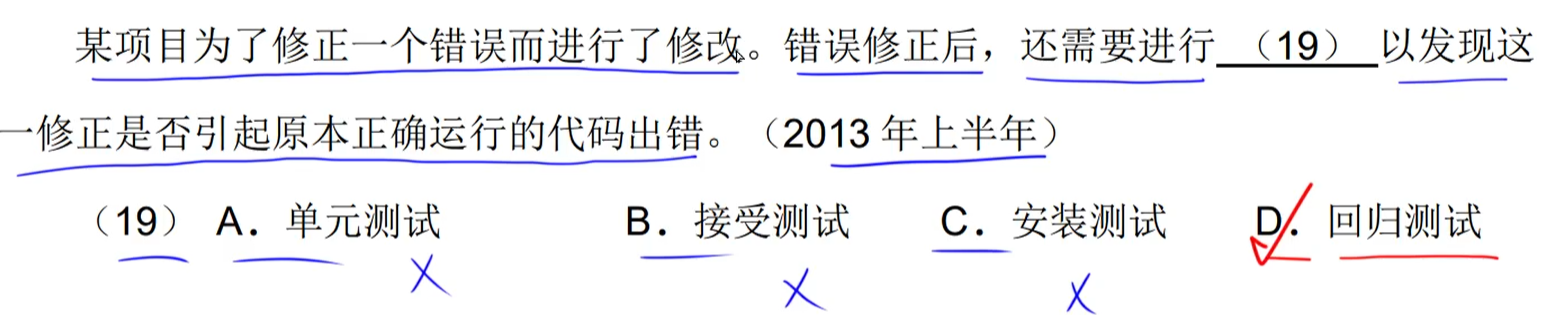 某项目为了修正一个错误而进行了修改。错误修正后，还需要进行 （19） 以发现这
一修正是否引起原本正确运行的代码出错。（2013 年上半年）
（19） A．单元测试 B．接受测试 C．安装测试 D．回归测试